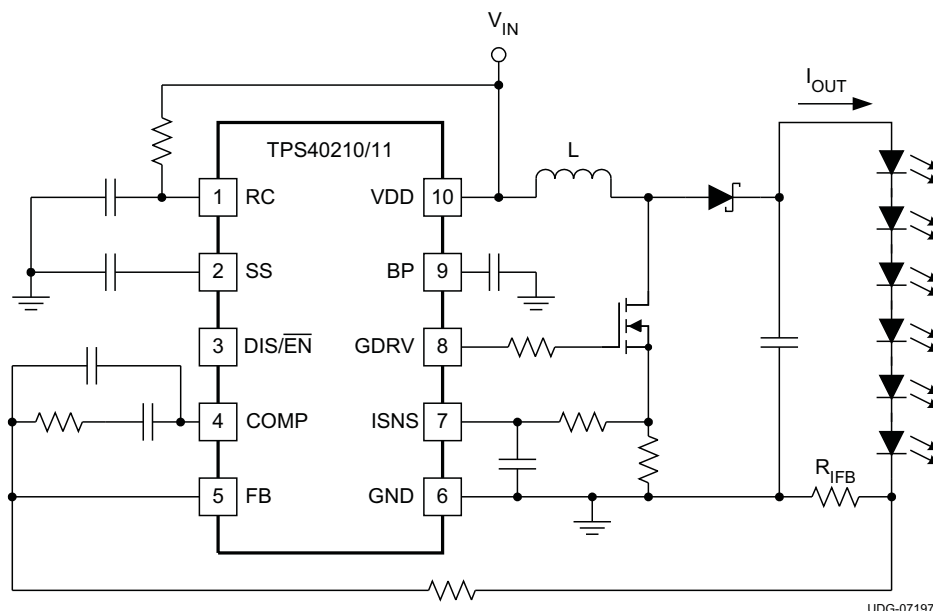 V_IN
I_OUT
TPS40210/11
L
1 RC
VDD 10
2 SS
BP 9
3 DIS/EN
GDRV 8
4 COMP
ISNS 7
R_IFB
5 FB
GND 6
UDG-07197